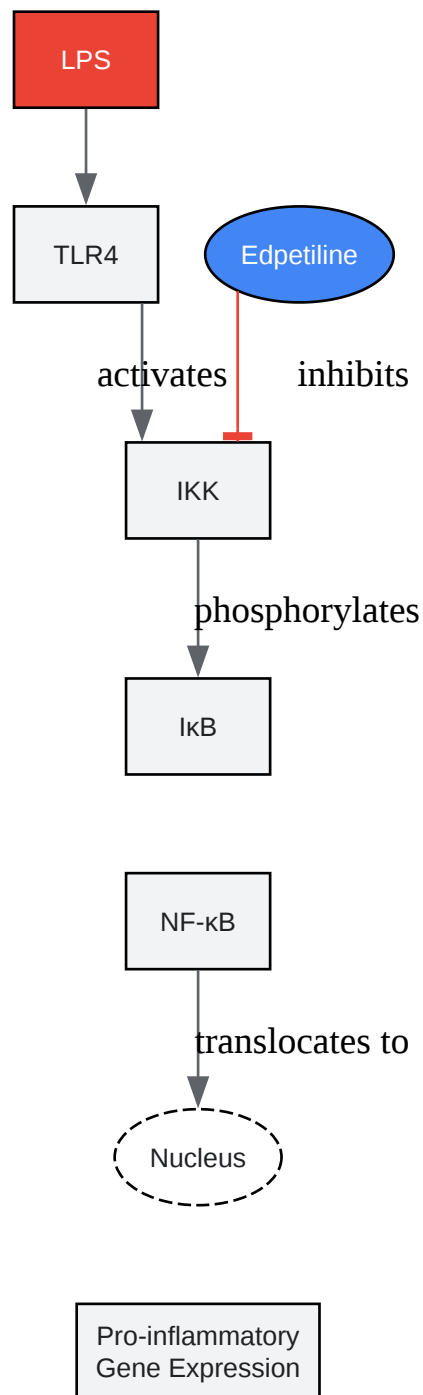 LPS
TLR4
Edpetiline
activates
inhibits
IKK
phosphorylates
IκB
NF-κB
translocates to
Nucleus
Pro-inflammatory
Gene Expression